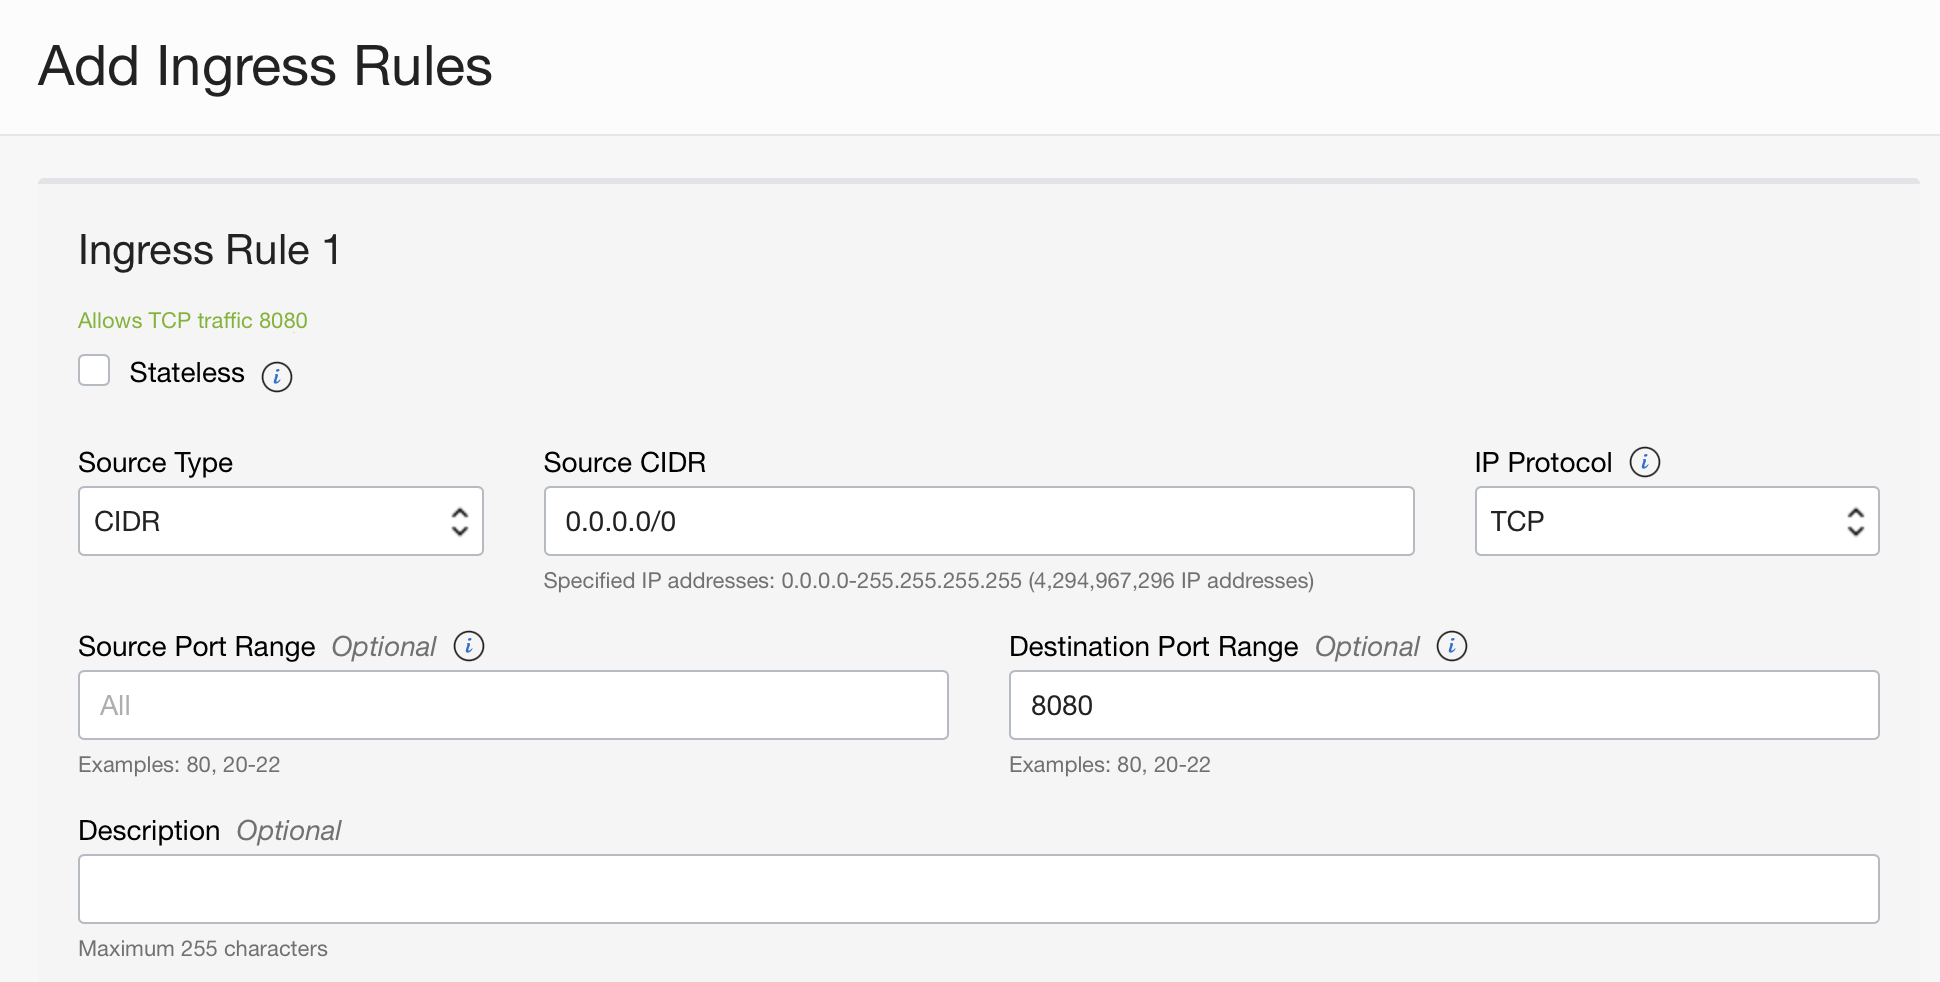 Add Ingress Rules
Ingress Rule 1
Allows TCP traffic 8080
Stateless i
Source Type
CIDR
Source CIDR
0.0.0.0/0
Specified IP addresses: 0.0.0.0-255.255.255.255 (4,294,967,296 IP addresses)
IP Protocol i
TCP
Source Port Range Optional i
All
Examples: 80, 20-22
Destination Port Range Optional i
8080
Examples: 80, 20-22
Description Optional
Maximum 255 characters